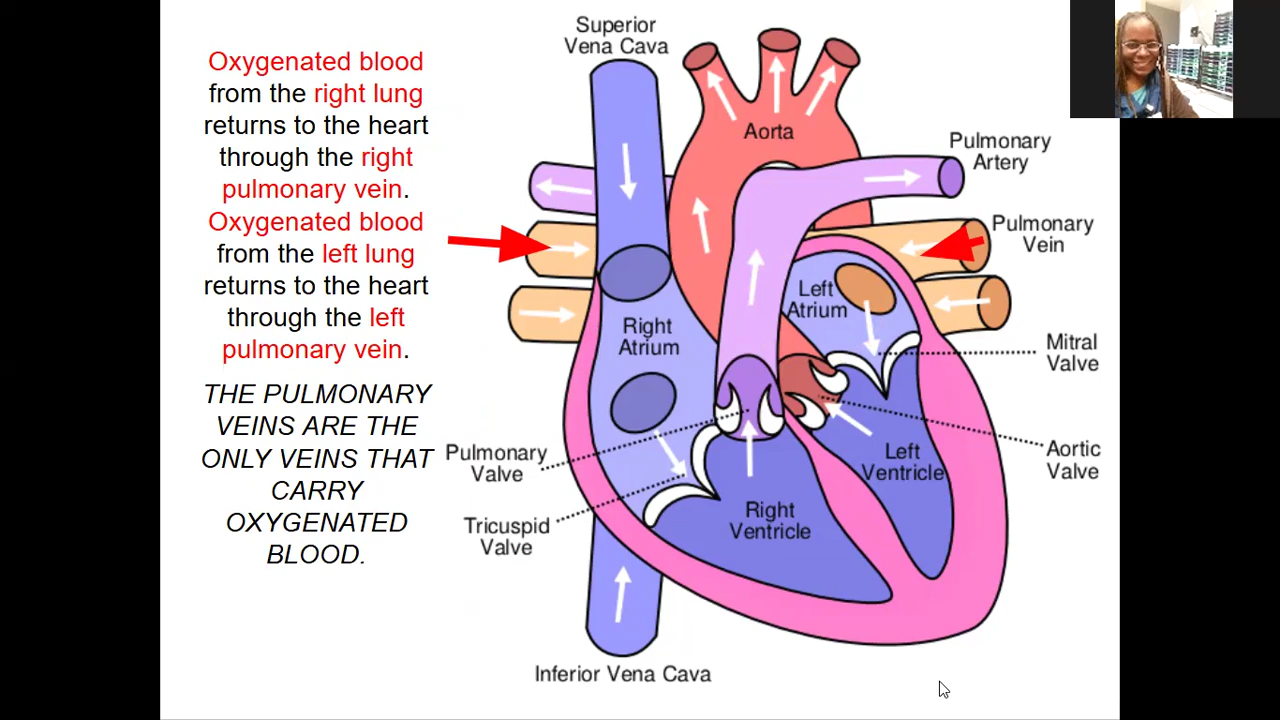 Oxygenated blood
from the right lung
returns to the heart
through the right
pulmonary vein.
Oxygenated blood
from the left lung
returns to the heart
through the left
pulmonary vein.
THE PULMONARY
VEINS ARE THE
ONLY VEINS THAT
CARRY
OXYGENATED
BLOOD.
Superior
Vena Cava
Aorta
Pulmonary
Artery
Pulmonary
Vein
Left
Atrium
Right
Atrium
Mitral
Valve
Pulmonary
Valve
Left
Ventricle
Aortic
Valve
Tricuspid
Valve
Right
Ventricle
Inferior Vena Cava